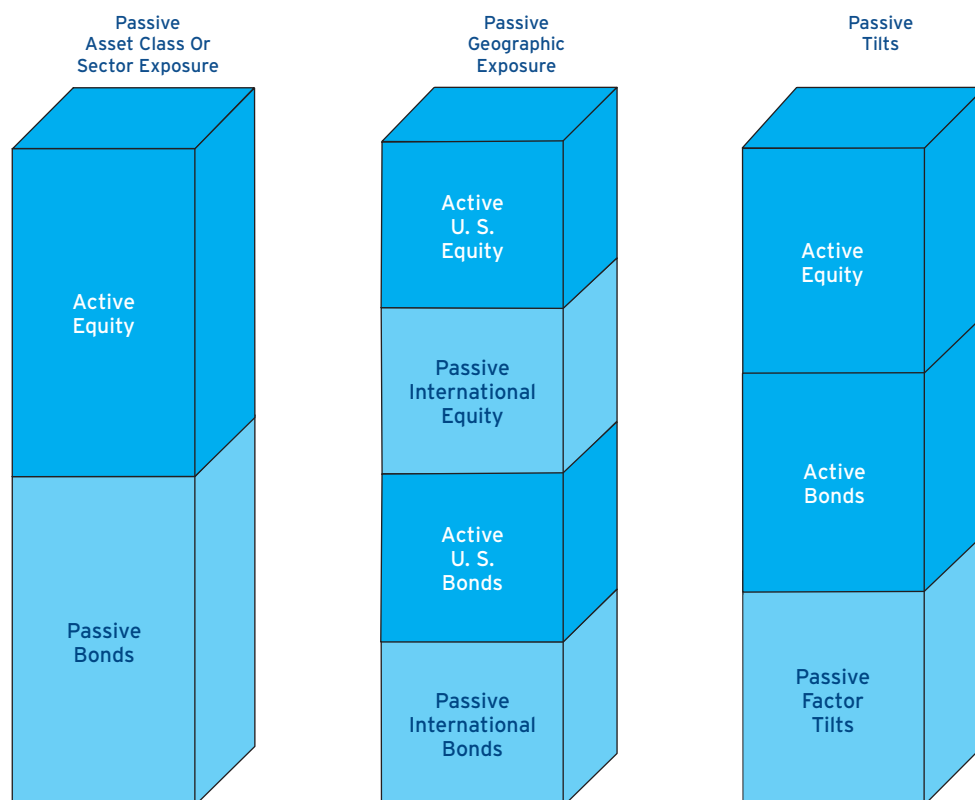 Passive
Asset Class Or
Sector Exposure
Active
Equity
Passive
Bonds
Passive
Geographic
Exposure
Active
U. S.
Equity
Passive
International
Equity
Active
U. S.
Bonds
Passive
International
Bonds
Passive
Tilts
Active
Equity
Active
Bonds
Passive
Factor
Tilts